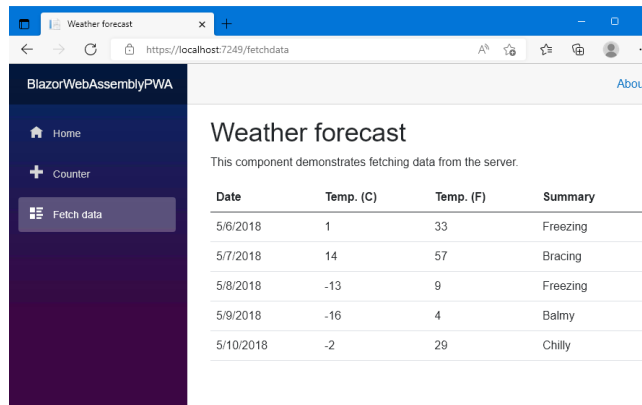 Weather forecast
https://localhost:7249/fetchdata
BlazorWebAssemblyPWA
Abou
Home
Counter
Fetch data
Weather forecast
This component demonstrates fetching data from the server.
Date Temp. (C) Temp. (F) Summary
5/6/2018 1 33 Freezing
5/7/2018 14 57 Bracing
5/8/2018 -13 9 Freezing
5/9/2018 -16 4 Balmy
5/10/2018 -2 29 Chilly